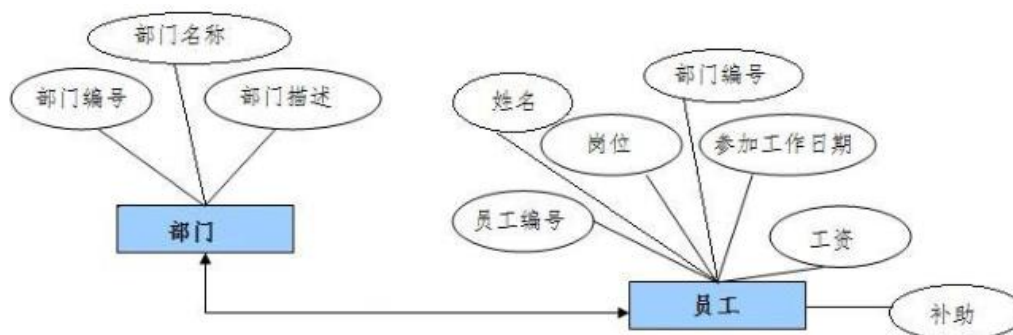 部门名称
部门编号
部门描述
部门
姓名
部门编号
岗位
参加工作日期
员工编号
工资
员工
补助